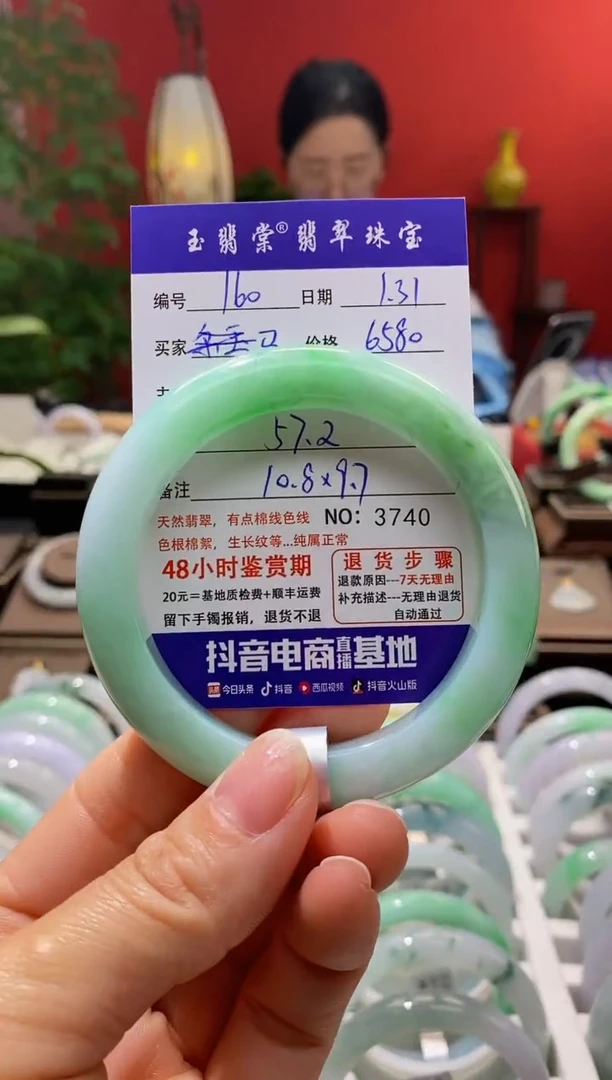 玉翡棠® 翡翠珠宝
编号 160 日期 1.31
买家 价格 6580
57.2
备注 10.8×9.7
天然翡翠，有点棉线色线 NO: 3740
色根棉絮，生长纹等...纯属正常
48小时鉴赏期
20元＝基地质检费+顺丰运费
留下手镯报销，退货不退
退货步骤
退款原因---7天无理由
补充描述---无理由退货
自动通过
抖音电商直播基地
头条 今日头条 抖音 西瓜视频 抖音火山版